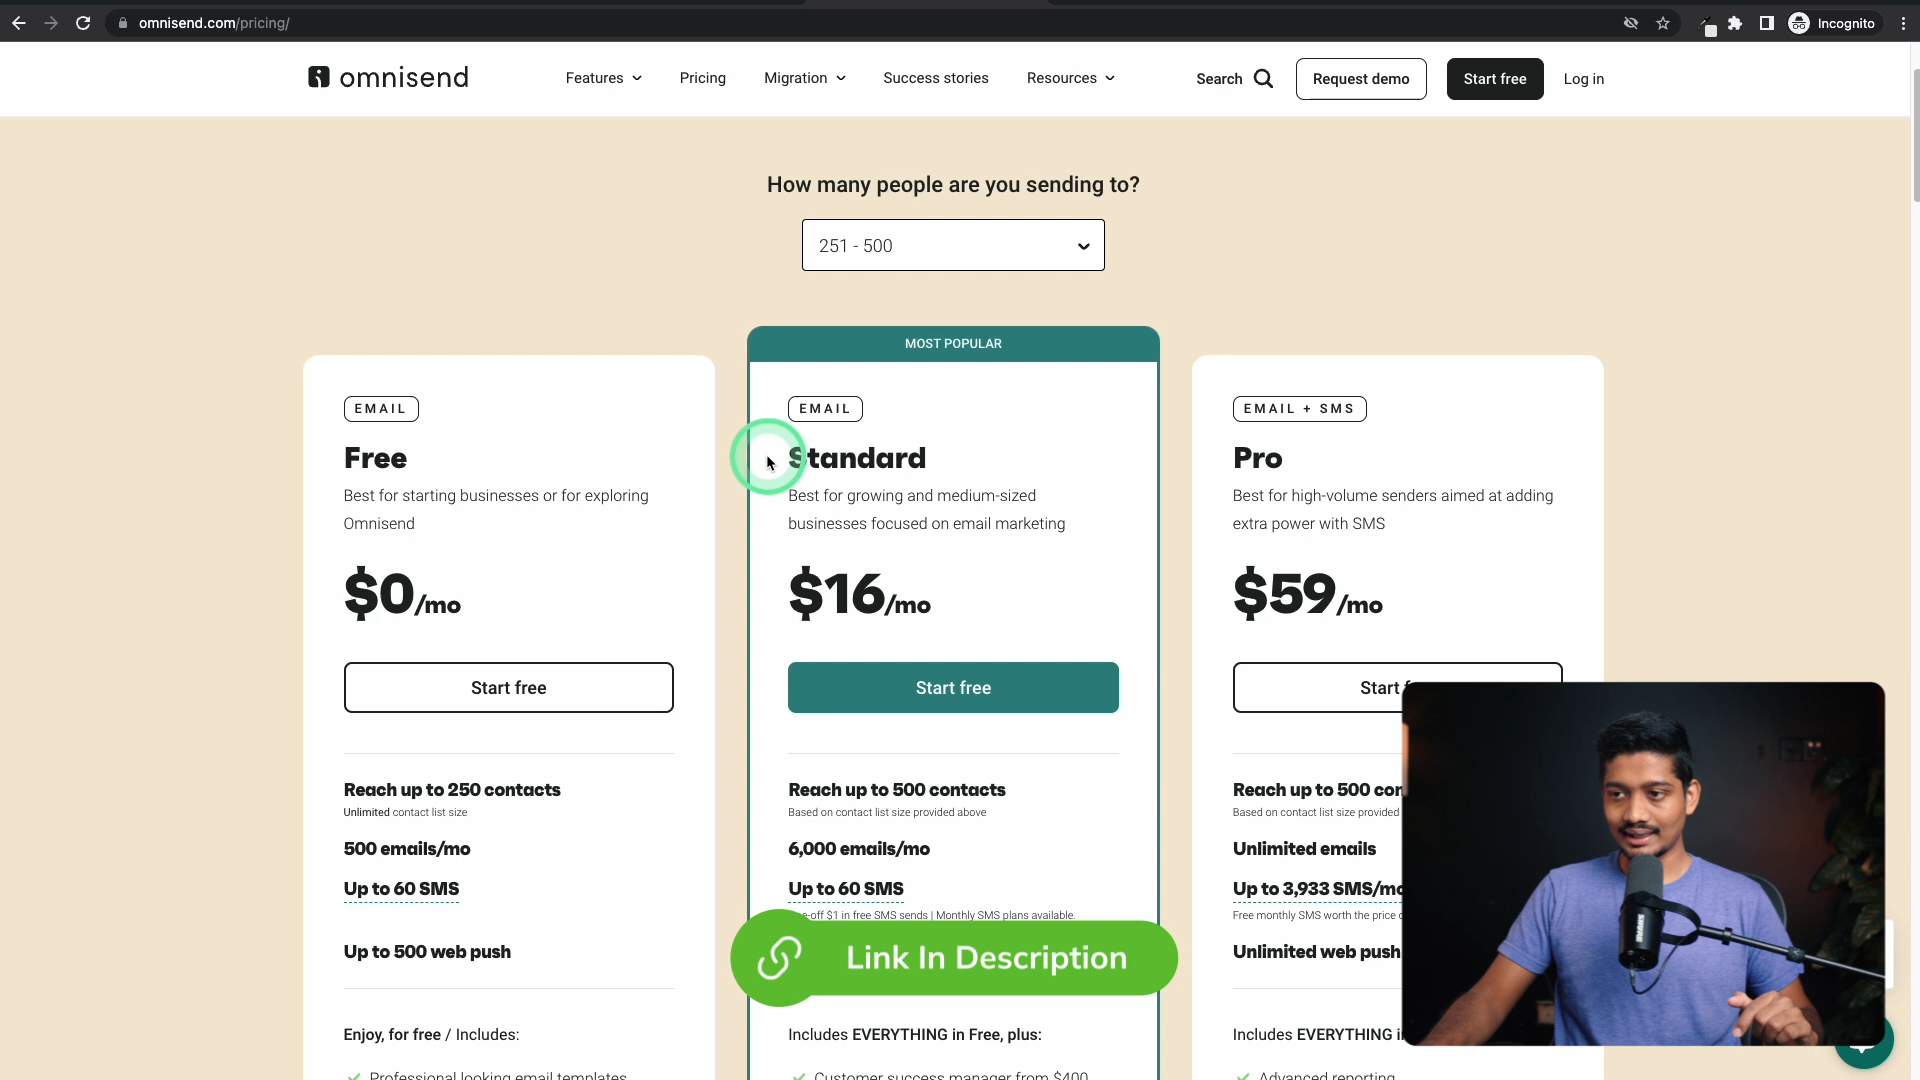 omnisend.com/pricing/
Incognito
omnisend
Features
Pricing
Migration
Success stories
Resources
Search
Request demo
Start free
Log in
How many people are you sending to?
251 - 500
MOST POPULAR
EMAIL
Free
Best for starting businesses or for exploring
Omnisend
$0/mo
Start free
Reach up to 250 contacts
Unlimited contact list size
500 emails/mo
Up to 60 SMS
Up to 500 web push
Enjoy, for free / Includes:
Professional looking email templates
EMAIL
Standard
Best for growing and medium-sized
businesses focused on email marketing
$16/mo
Start free
Reach up to 500 contacts
Based on contact list size provided above
6,000 emails/mo
Up to 60 SMS
-off $1 in free SMS sends | Monthly SMS plans available.
Link In Description
Includes EVERYTHING in Free, plus:
Customer success manager from $400
EMAIL + SMS
Pro
Best for high-volume senders aimed at adding
extra power with SMS
$59/mo
Start
Reach up to 500
Based on contact list size provided
Unlimited emails
Up to 3,933 SMS/mo
Free monthly SMS worth the price
Unlimited web push
Includes EVERYTHING
Advanced reporting
SHURE